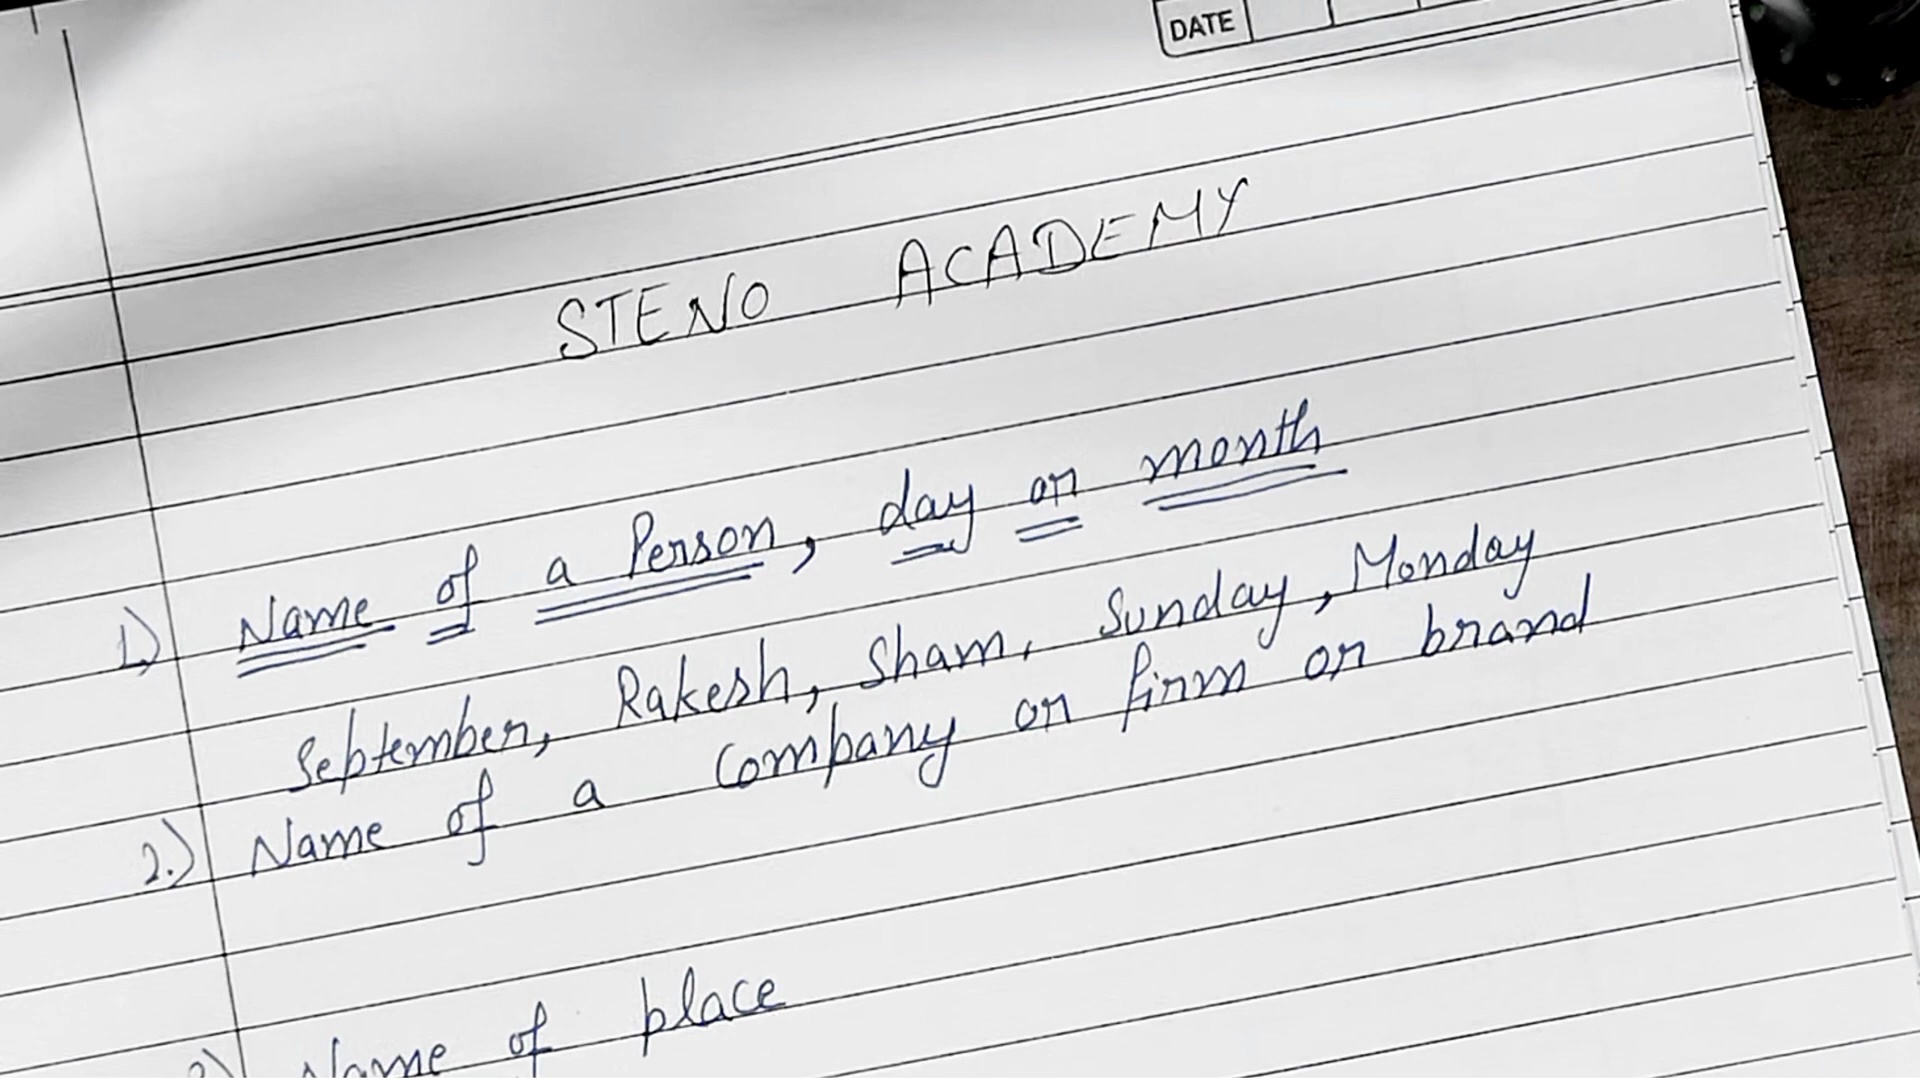 DATE
STENO ACADEMY
1) Name of a Person, day or month
September, Rakesh, Sham, Sunday, Monday
2.) Name of a Company or firm or brand
3) Name of place